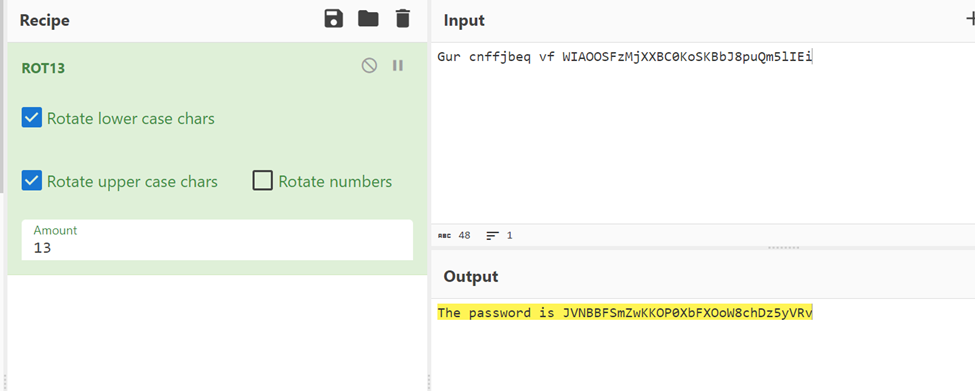 Recipe
ROT13
Rotate lower case chars
Rotate upper case chars
Rotate numbers
Amount
13
Input
Gur cnffjbeq vf WIAOOSFzMjXXBC0KoSKBbJ8puQm5lIEi
ABC 48
1
Output
The password is JVNBBFSmZwKKOP0XbFXOoW8chDz5yVRv